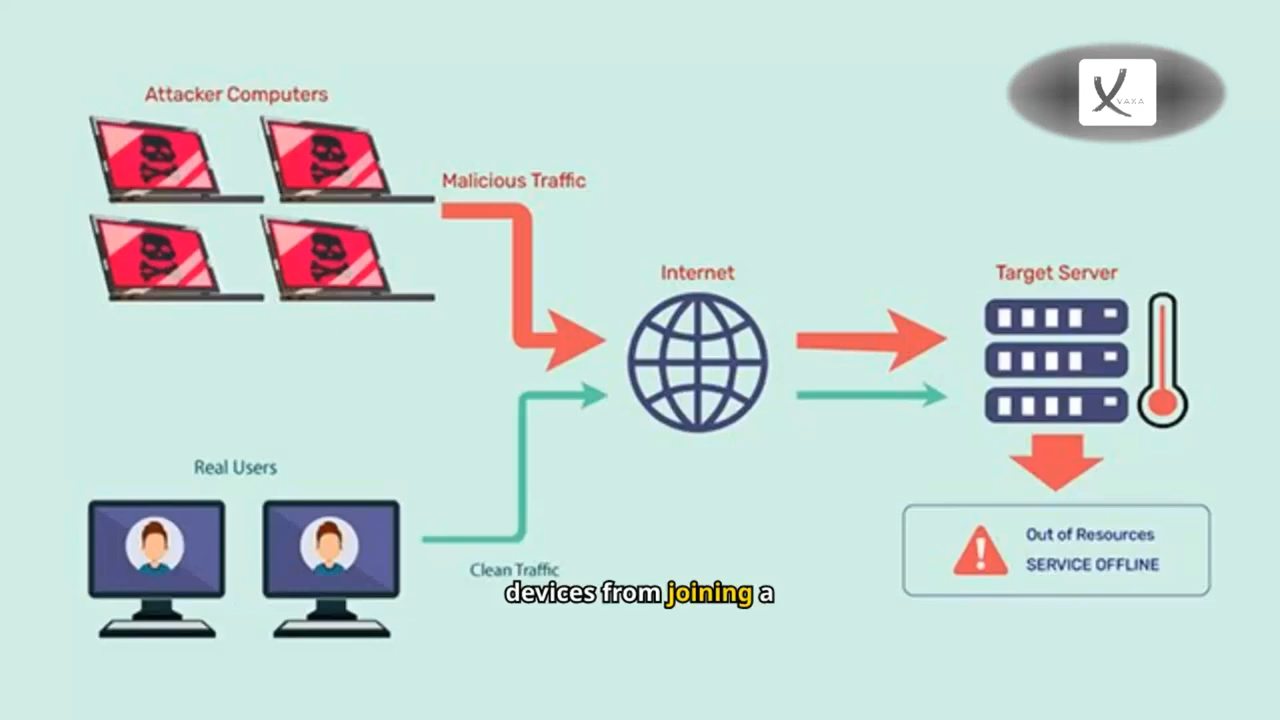 Attacker Computers
VAXA
Malicious Traffic
Internet
Target Server
Real Users
Out of Resources
SERVICE OFFLINE
Clean Traffic
devices from joining a